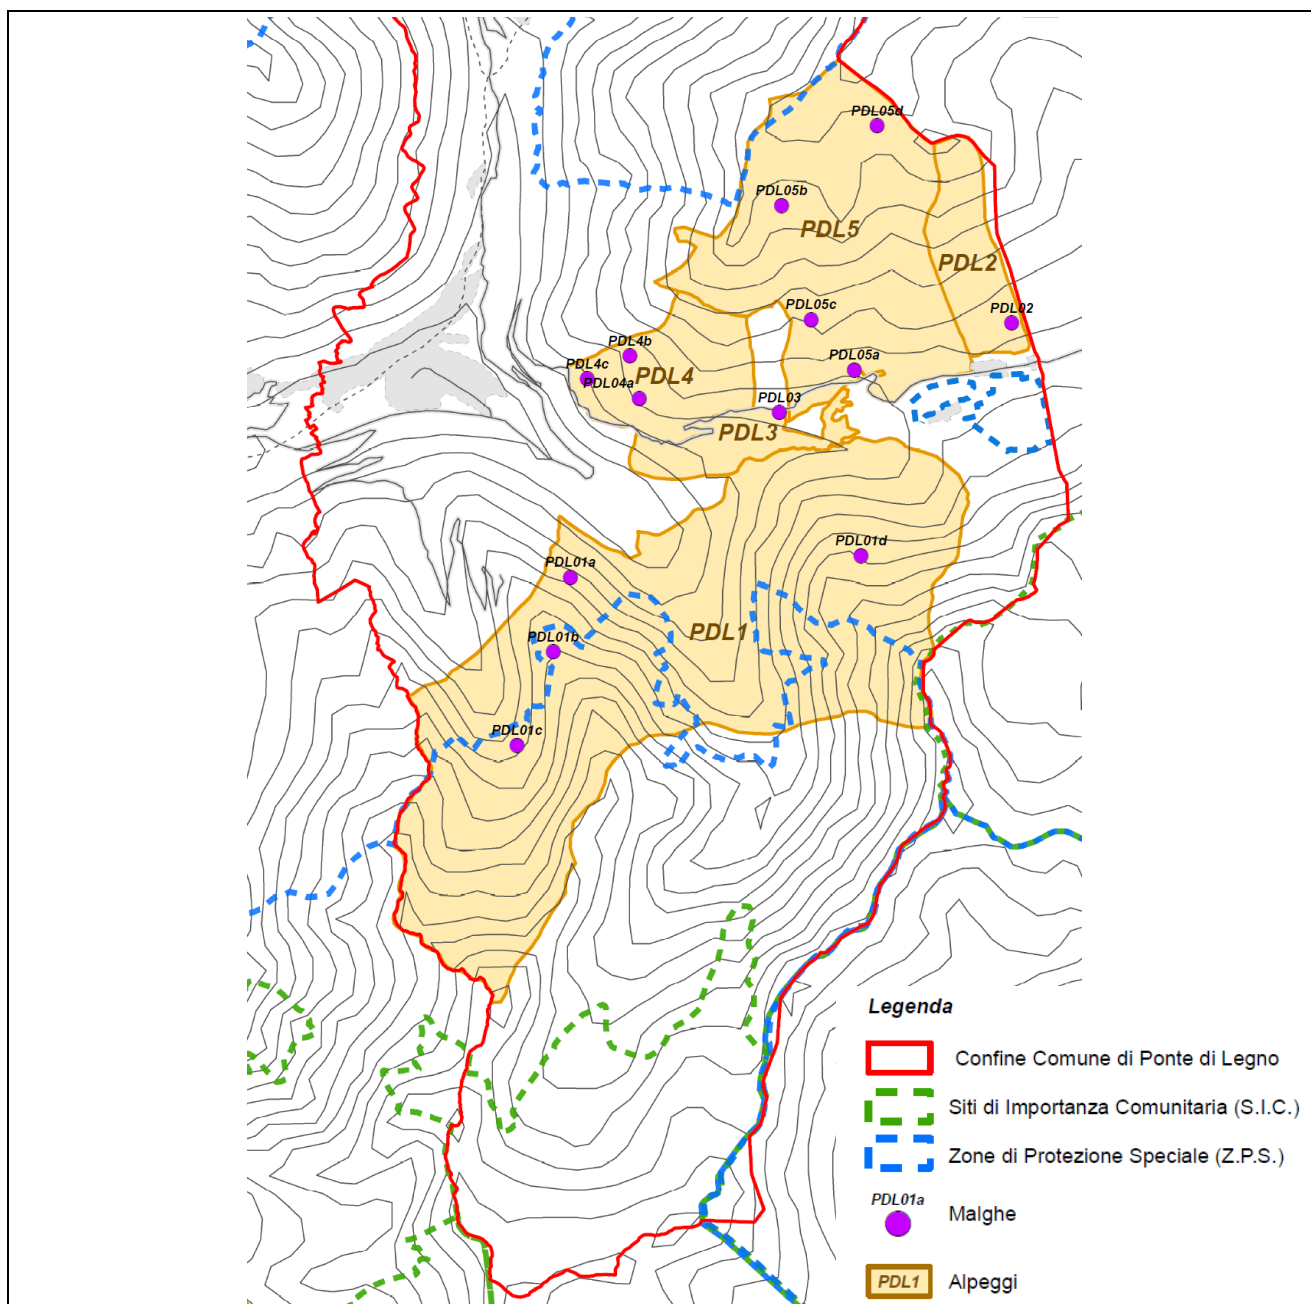 PDL05d
PDL05b
PDL5
PDL2
PDL05c
PDL02
PDL4b
PDL4c
PDL05a
PDL4
PDL04a
PDL03
PDL3
PDL01d
PDL01a
PDL1
PDL01b
PDL01c
Legenda
Confine Comune di Ponte di Legno
Siti di Importanza Comunitaria (S.I.C.)
Zone di Protezione Speciale (Z.P.S.)
PDL01a
Malghe
PDL1
Alpeggi